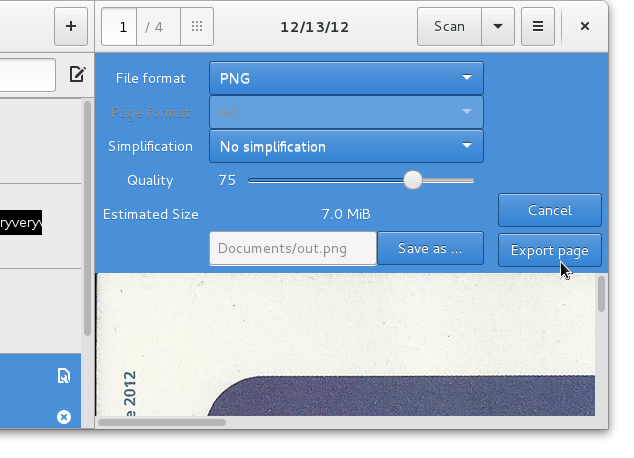 1 / 4 12/13/12 Scan
File format PNG
Page format A4
Simplification No simplification
Quality 75
ryvery
Estimated Size 7.0 MiB Cancel
Documents/out.png Save as ... Export page
e 2012